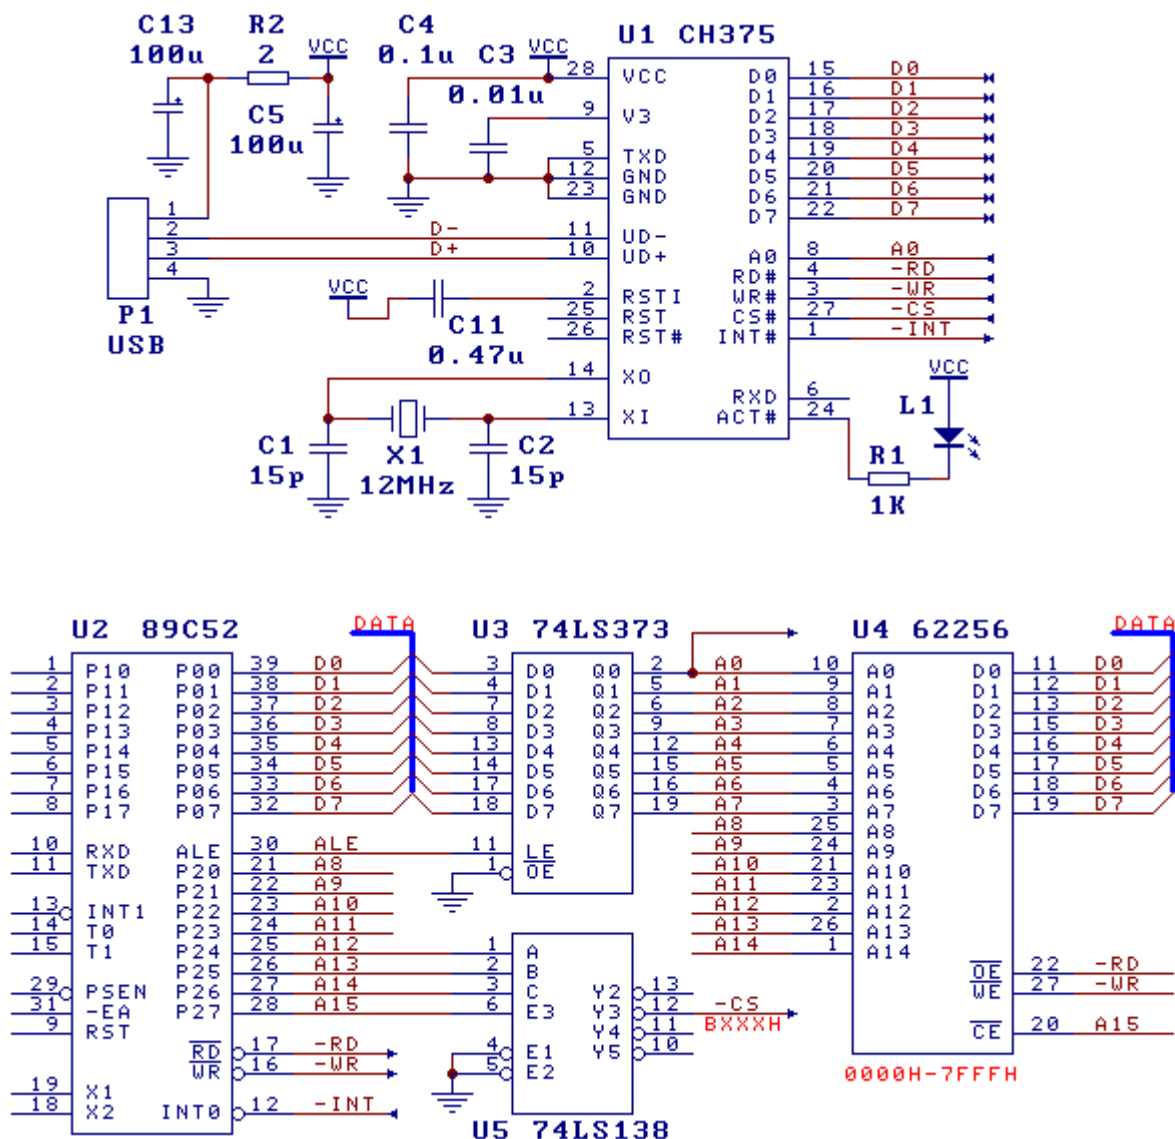 C13
100u
R2
2
VCC
C4
0.1u
C3
0.01u
VCC
U1 CH375
C5
100u
28 VCC
9 V3
5 TXD
12 GND
23 GND
11 UD-
10 UD+
2 RSTI
25 RST
26 RST#
14 XO
13 XI
D0 15 D0
D1 16 D1
D2 17 D2
D3 18 D3
D4 19 D4
D5 20 D5
D6 21 D6
D7 22 D7
A0 8 A0
RD# 4 -RD
WR# 3 -WR
CS# 27 -CS
INT# 1 -INT
RXD 6
ACT# 24
1
2
3
4
D-
D+
P1
USB
VCC
C11
0.47u
C1
15p
X1
12MHz
C2
15p
VCC
L1
R1
1K
U2 89C52
1 P10
2 P11
3 P12
4 P13
5 P14
6 P15
7 P16
8 P17
10 RXD
11 TXD
13 INT1
14 T0
15 T1
29 PSEN
31 -EA
9 RST
19 X1
18 X2
P00 39 D0
P01 38 D1
P02 37 D2
P03 36 D3
P04 35 D4
P05 34 D5
P06 33 D6
P07 32 D7
ALE 30 ALE
P20 21 A8
P21 22 A9
P22 23 A10
P23 24 A11
P24 25 A12
P25 26 A13
P26 27 A14
P27 28 A15
RD 17 -RD
WR 16 -WR
INT0 12 -INT
DATA
U3 74LS373
3 D0
4 D1
7 D2
8 D3
13 D4
14 D5
17 D6
18 D7
11 LE
1 OE
Q0 2
Q1 5
Q2 6
Q3 9
Q4 12
Q5 15
Q6 16
Q7 19
1 A
2 B
3 C
6 E3
4 E1
5 E2
Y2 13
Y3 12 -CS
BXXXH
Y4 11
Y5 10
U5 74LS138
U4 62256
A0 10 A0
A1 9 A1
A2 8 A2
A3 7 A3
A4 6 A4
A5 5 A5
A6 4 A6
A7 3 A7
A8 25 A8
A9 24 A9
A10 21 A10
A11 23 A11
A12 2 A12
A13 26 A13
A14 1 A14
DATA
D0 11 D0
D1 12 D1
D2 13 D2
D3 15 D3
D4 16 D4
D5 17 D5
D6 18 D6
D7 19 D7
OE 22 -RD
WE 27 -WR
CE 20 A15
0000H-7FFFH